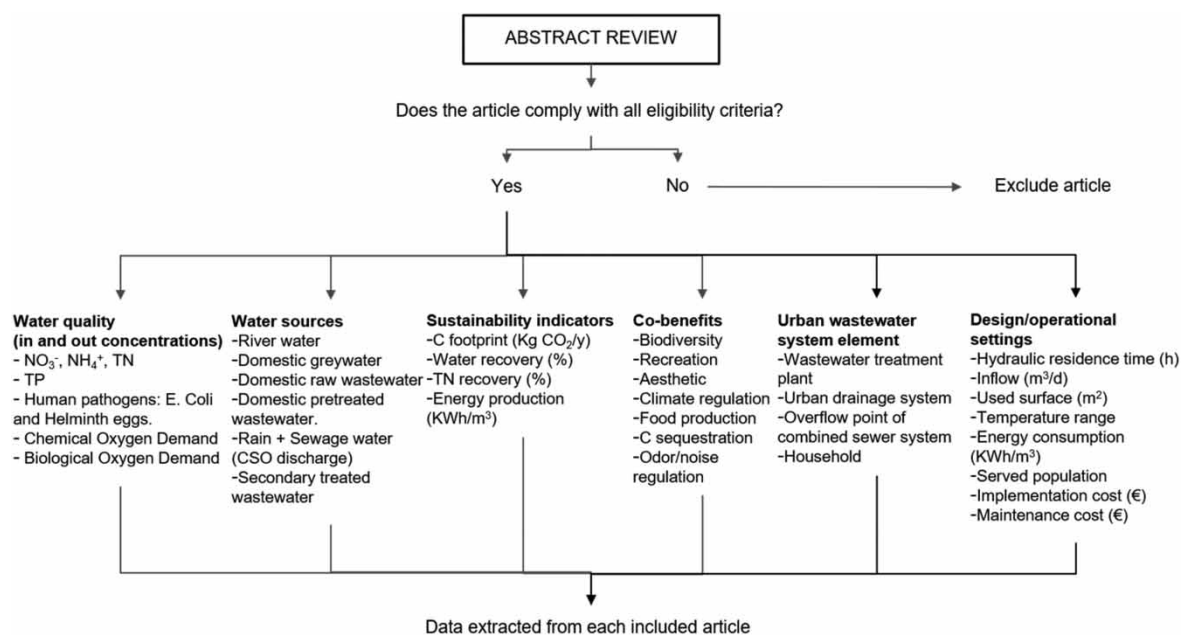 ABSTRACT REVIEW
Does the article comply with all eligibility criteria?
Yes
No
Exclude article
Water quality
(in and out concentrations)
- NO₃⁻, NH₄⁺, TN
- TP
- Human pathogens: E. Coli
and Helminth eggs.
- Chemical Oxygen Demand
- Biological Oxygen Demand
Water sources
-River water
-Domestic greywater
-Domestic raw wastewater
-Domestic pretreated
wastewater.
-Rain + Sewage water
(CSO discharge)
-Secondary treated
wastewater
Sustainability indicators
-C footprint (Kg CO₂/y)
-Water recovery (%)
-TN recovery (%)
-Energy production
(KWh/m³)
Co-benefits
-Biodiversity
-Recreation
-Aesthetic
-Climate regulation
-Food production
-C sequestration
-Odor/noise
regulation
Urban wastewater
system element
-Wastewater treatment
plant
-Urban drainage system
-Overflow point of
combined sewer system
-Household
Design/operational
settings
-Hydraulic residence time (h)
-Inflow (m³/d)
-Used surface (m²)
-Temperature range
-Energy consumption
(KWh/m³)
-Served population
-Implementation cost (€)
-Maintenance cost (€)
Data extracted from each included article